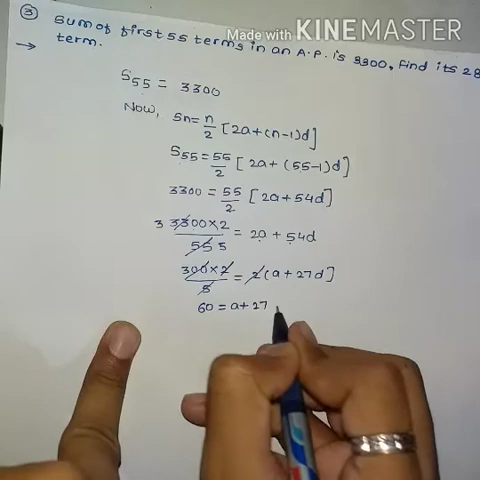 Made with KINEMASTER
③ Sum of first 55 terms in an A.P. is 3300, find its 28
→ term.
S55 = 3300
Now, Sn = n/2 [2a+(n-1)d]
S55 = 55/2 [2a + (55-1)d]
3300 = 55/2 [2a+54d]
3 3300×2/55 5 = 2a + 54d
300×2/5 = 2(a+27d]
60 = a+27